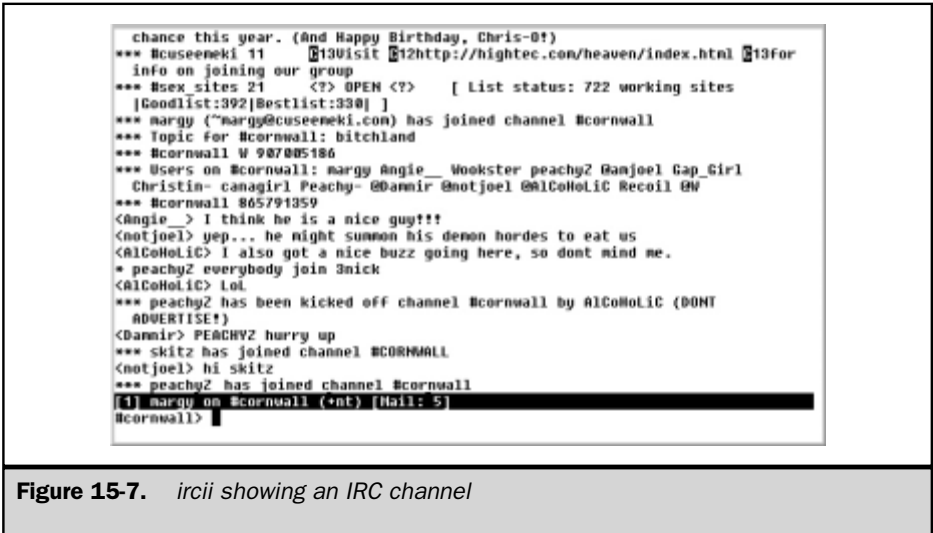 chance this year. (And Happy Birthday, Chris-O!)
*** #cuseemeki 11 C13Visit C12http://hightec.com/heaven/index.html C13for
info on joining our
group
*** #sex_sites 21 <?> OPEN <?> [ List status: 722 working sites
|Goodlist:392|Bestlist:330| ]
*** margy (~margy@cuseemeki.com) has joined channel #cornwall
*** Topic for #cornwall: bitchland
*** #cornwall W 907005186
*** Users on #cornwall: margy Angie__ Wookster peachyZ @amjoel Gap_Girl
Christin- canagirl Peachy- @Damnir @notjoel @AlCoHoLiC Recoil @W
*** #cornwall 865791359
<Angie__> I think he is a nice guy!!!
<notjoel> yep... he might summon his demon hordes to eat us
<AlCoHoLiC> I also got a nice buzz going here, so dont mind me.
* peachyZ everybody join 3nick
<AlCoHoLiC> LoL
*** peachyZ has been kicked off channel #cornwall by AlCoHoLiC (DONT
ADVERTISE!)
<Damnir> PEACHYZ hurry up
*** skitz has joined channel #CORNWALL
<notjoel> hi skitz
*** peachyZ has joined channel #cornwall
[1] margy on #cornwall (+nt) [Mail: 5]
#cornwall>
Figure 15-7. ircii showing an IRC channel